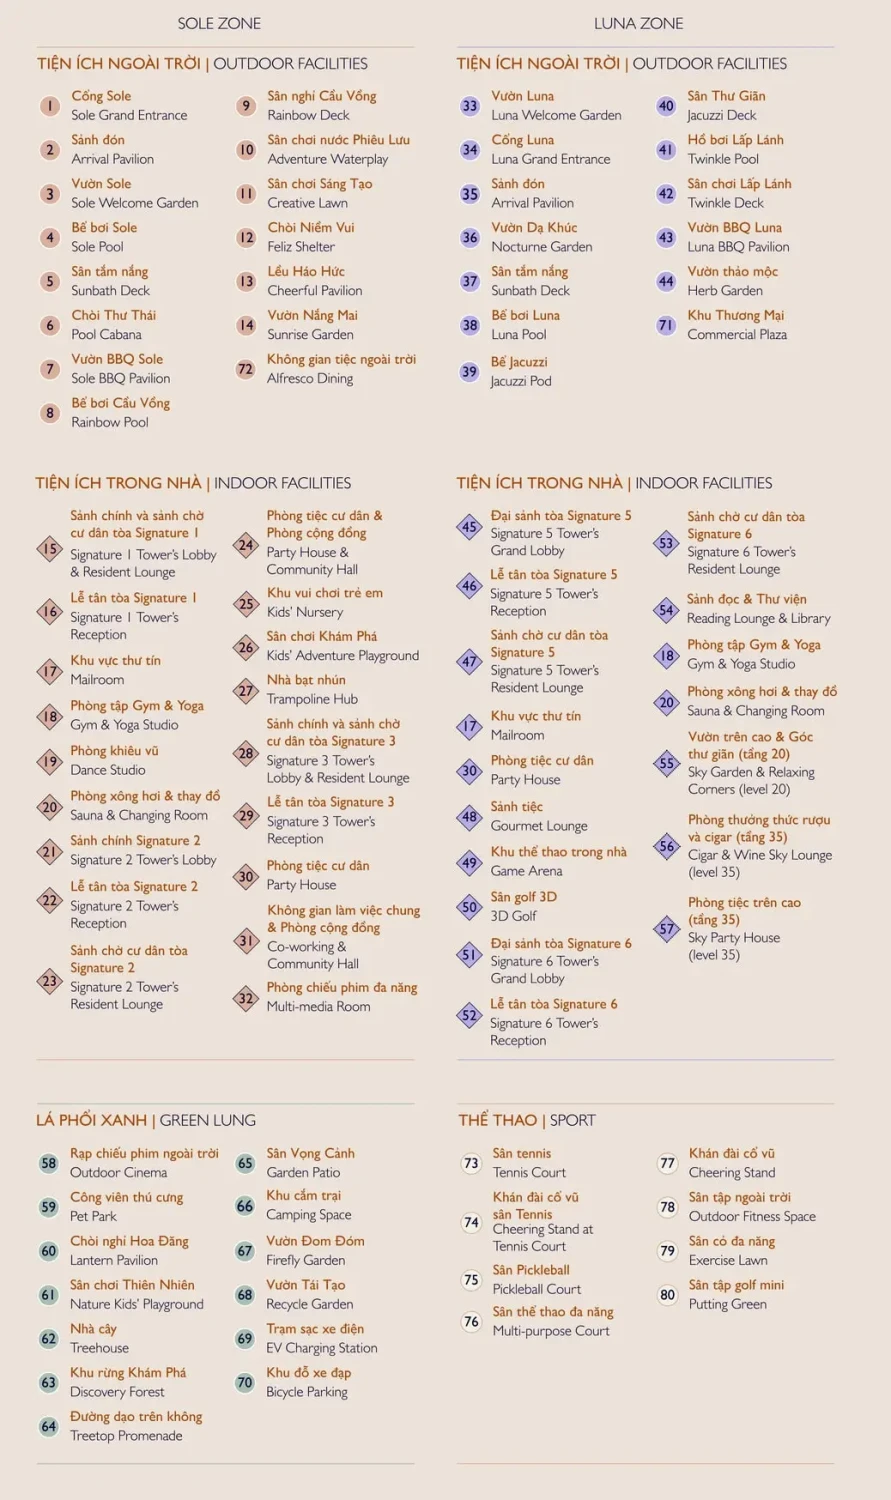 SOLE ZONE
TIỆN ÍCH NGOÀI TRỜI | OUTDOOR FACILITIES
1
Cổng Sole
Sole Grand Entrance
2
Sảnh đón
Arrival Pavilion
3
Vườn Sole
Sole Welcome Garden
4
Bể bơi Sole
Sole Pool
5
Sân tắm nắng
Sunbath Deck
6
Chòi Thư Thái
Pool Cabana
7
Vườn BBQ Sole
Sole BBQ Pavilion
8
Bể bơi Cầu Vồng
Rainbow Pool
9
Sân nghỉ Cầu Vồng
Rainbow Deck
10
Sân chơi nước Phiêu Lưu
Adventure Waterplay
11
Sân chơi Sáng Tạo
Creative Lawn
12
Chòi Niềm Vui
Feliz Shelter
13
Lều Háo Hức
Cheerful Pavilion
14
Vườn Nắng Mai
Sunrise Garden
72
Không gian tiệc ngoài trời
Alfresco Dining
TIỆN ÍCH TRONG NHÀ | INDOOR FACILITIES
15
Sảnh chính và sảnh chờ
cư dân tòa Signature 1
Signature 1 Tower's Lobby
& Resident Lounge
16
Lễ tân tòa Signature 1
Signature 1 Tower's
Reception
17
Khu vực thư tín
Mailroom
18
Phòng tập Gym & Yoga
Gym & Yoga Studio
19
Phòng khiêu vũ
Dance Studio
20
Phòng xông hơi & thay đồ
Sauna & Changing Room
21
Sảnh chính Signature 2
Signature 2 Tower's Lobby
22
Lễ tân tòa Signature 2
Signature 2 Tower's
Reception
23
Sảnh chờ cư dân tòa
Signature 2
Signature 2 Tower's
Resident Lounge
24
Phòng tiệc cư dân &
Phòng cộng đồng
Party House &
Community Hall
25
Khu vui chơi trẻ em
Kids' Nursery
26
Sân chơi Khám Phá
Kids' Adventure Playground
27
Nhà bạt nhún
Trampoline Hub
28
Sảnh chính và sảnh chờ
cư dân tòa Signature 3
Signature 3 Tower's
Lobby & Resident Lounge
29
Lễ tân tòa Signature 3
Signature 3 Tower's
Reception
30
Phòng tiệc cư dân
Party House
31
Không gian làm việc chung
& Phòng cộng đồng
Co-working &
Community Hall
32
Phòng chiếu phim đa năng
Multi-media Room
LUNA ZONE
TIỆN ÍCH NGOÀI TRỜI | OUTDOOR FACILITIES
33
Vườn Luna
Luna Welcome Garden
34
Cổng Luna
Luna Grand Entrance
35
Sảnh đón
Arrival Pavilion
36
Vườn Dạ Khúc
Nocturne Garden
37
Sân tắm nắng
Sunbath Deck
38
Bể bơi Luna
Luna Pool
39
Bể Jacuzzi
Jacuzzi Pod
40
Sân Thư Giãn
Jacuzzi Deck
41
Hồ bơi Lấp Lánh
Twinkle Pool
42
Sân chơi Lấp Lánh
Twinkle Deck
43
Vườn BBQ Luna
Luna BBQ Pavilion
44
Vườn thảo mộc
Herb Garden
71
Khu Thương Mại
Commercial Plaza
TIỆN ÍCH TRONG NHÀ | INDOOR FACILITIES
45
Đại sảnh tòa Signature 5
Signature 5 Tower's
Grand Lobby
46
Lễ tân tòa Signature 5
Signature 5 Tower's
Reception
47
Sảnh chờ cư dân tòa
Signature 5
Signature 5 Tower's
Resident Lounge
17
Khu vực thư tín
Mailroom
30
Phòng tiệc cư dân
Party House
48
Sảnh tiệc
Gourmet Lounge
49
Khu thể thao trong nhà
Game Arena
50
Sân golf 3D
3D Golf
51
Đại sảnh tòa Signature 6
Signature 6 Tower's
Grand Lobby
52
Lễ tân tòa Signature 6
Signature 6 Tower's
Reception
53
Sảnh chờ cư dân tòa
Signature 6
Signature 6 Tower's
Resident Lounge
54
Sảnh đọc & Thư viện
Reading Lounge & Library
18
Phòng tập Gym & Yoga
Gym & Yoga Studio
20
Phòng xông hơi & thay đồ
Sauna & Changing Room
55
Vườn trên cao & Góc
thư giãn (tầng 20)
Sky Garden & Relaxing
Corners (level 20)
56
Phòng thưởng thức rượu
và cigar (tầng 35)
Cigar & Wine Sky Lounge
(level 35)
57
Phòng tiệc trên cao
(tầng 35)
Sky Party House
(level 35)
LÁ PHỔI XANH | GREEN LUNG
58
Rạp chiếu phim ngoài trời
Outdoor Cinema
59
Công viên thú cưng
Pet Park
60
Chòi nghỉ Hoa Đăng
Lantern Pavilion
61
Sân chơi Thiên Nhiên
Nature Kids' Playground
62
Nhà cây
Treehouse
63
Khu rừng Khám Phá
Discovery Forest
64
Đường dạo trên không
Treetop Promenade
65
Sân Vọng Cảnh
Garden Patio
66
Khu cắm trại
Camping Space
67
Vườn Đom Đóm
Firefly Garden
68
Vườn Tái Tạo
Recycle Garden
69
Trạm sạc xe điện
EV Charging Station
70
Khu đỗ xe đạp
Bicycle Parking
THỂ THAO | SPORT
73
Sân tennis
Tennis Court
74
Khán đài cổ vũ
sân Tennis
Cheering Stand at
Tennis Court
75
Sân Pickleball
Pickleball Court
76
Sân thể thao đa năng
Multi-purpose Court
77
Khán đài cổ vũ
Cheering Stand
78
Sân tập ngoài trời
Outdoor Fitness Space
79
Sân cỏ đa năng
Exercise Lawn
80
Sân tập golf mini
Putting Green